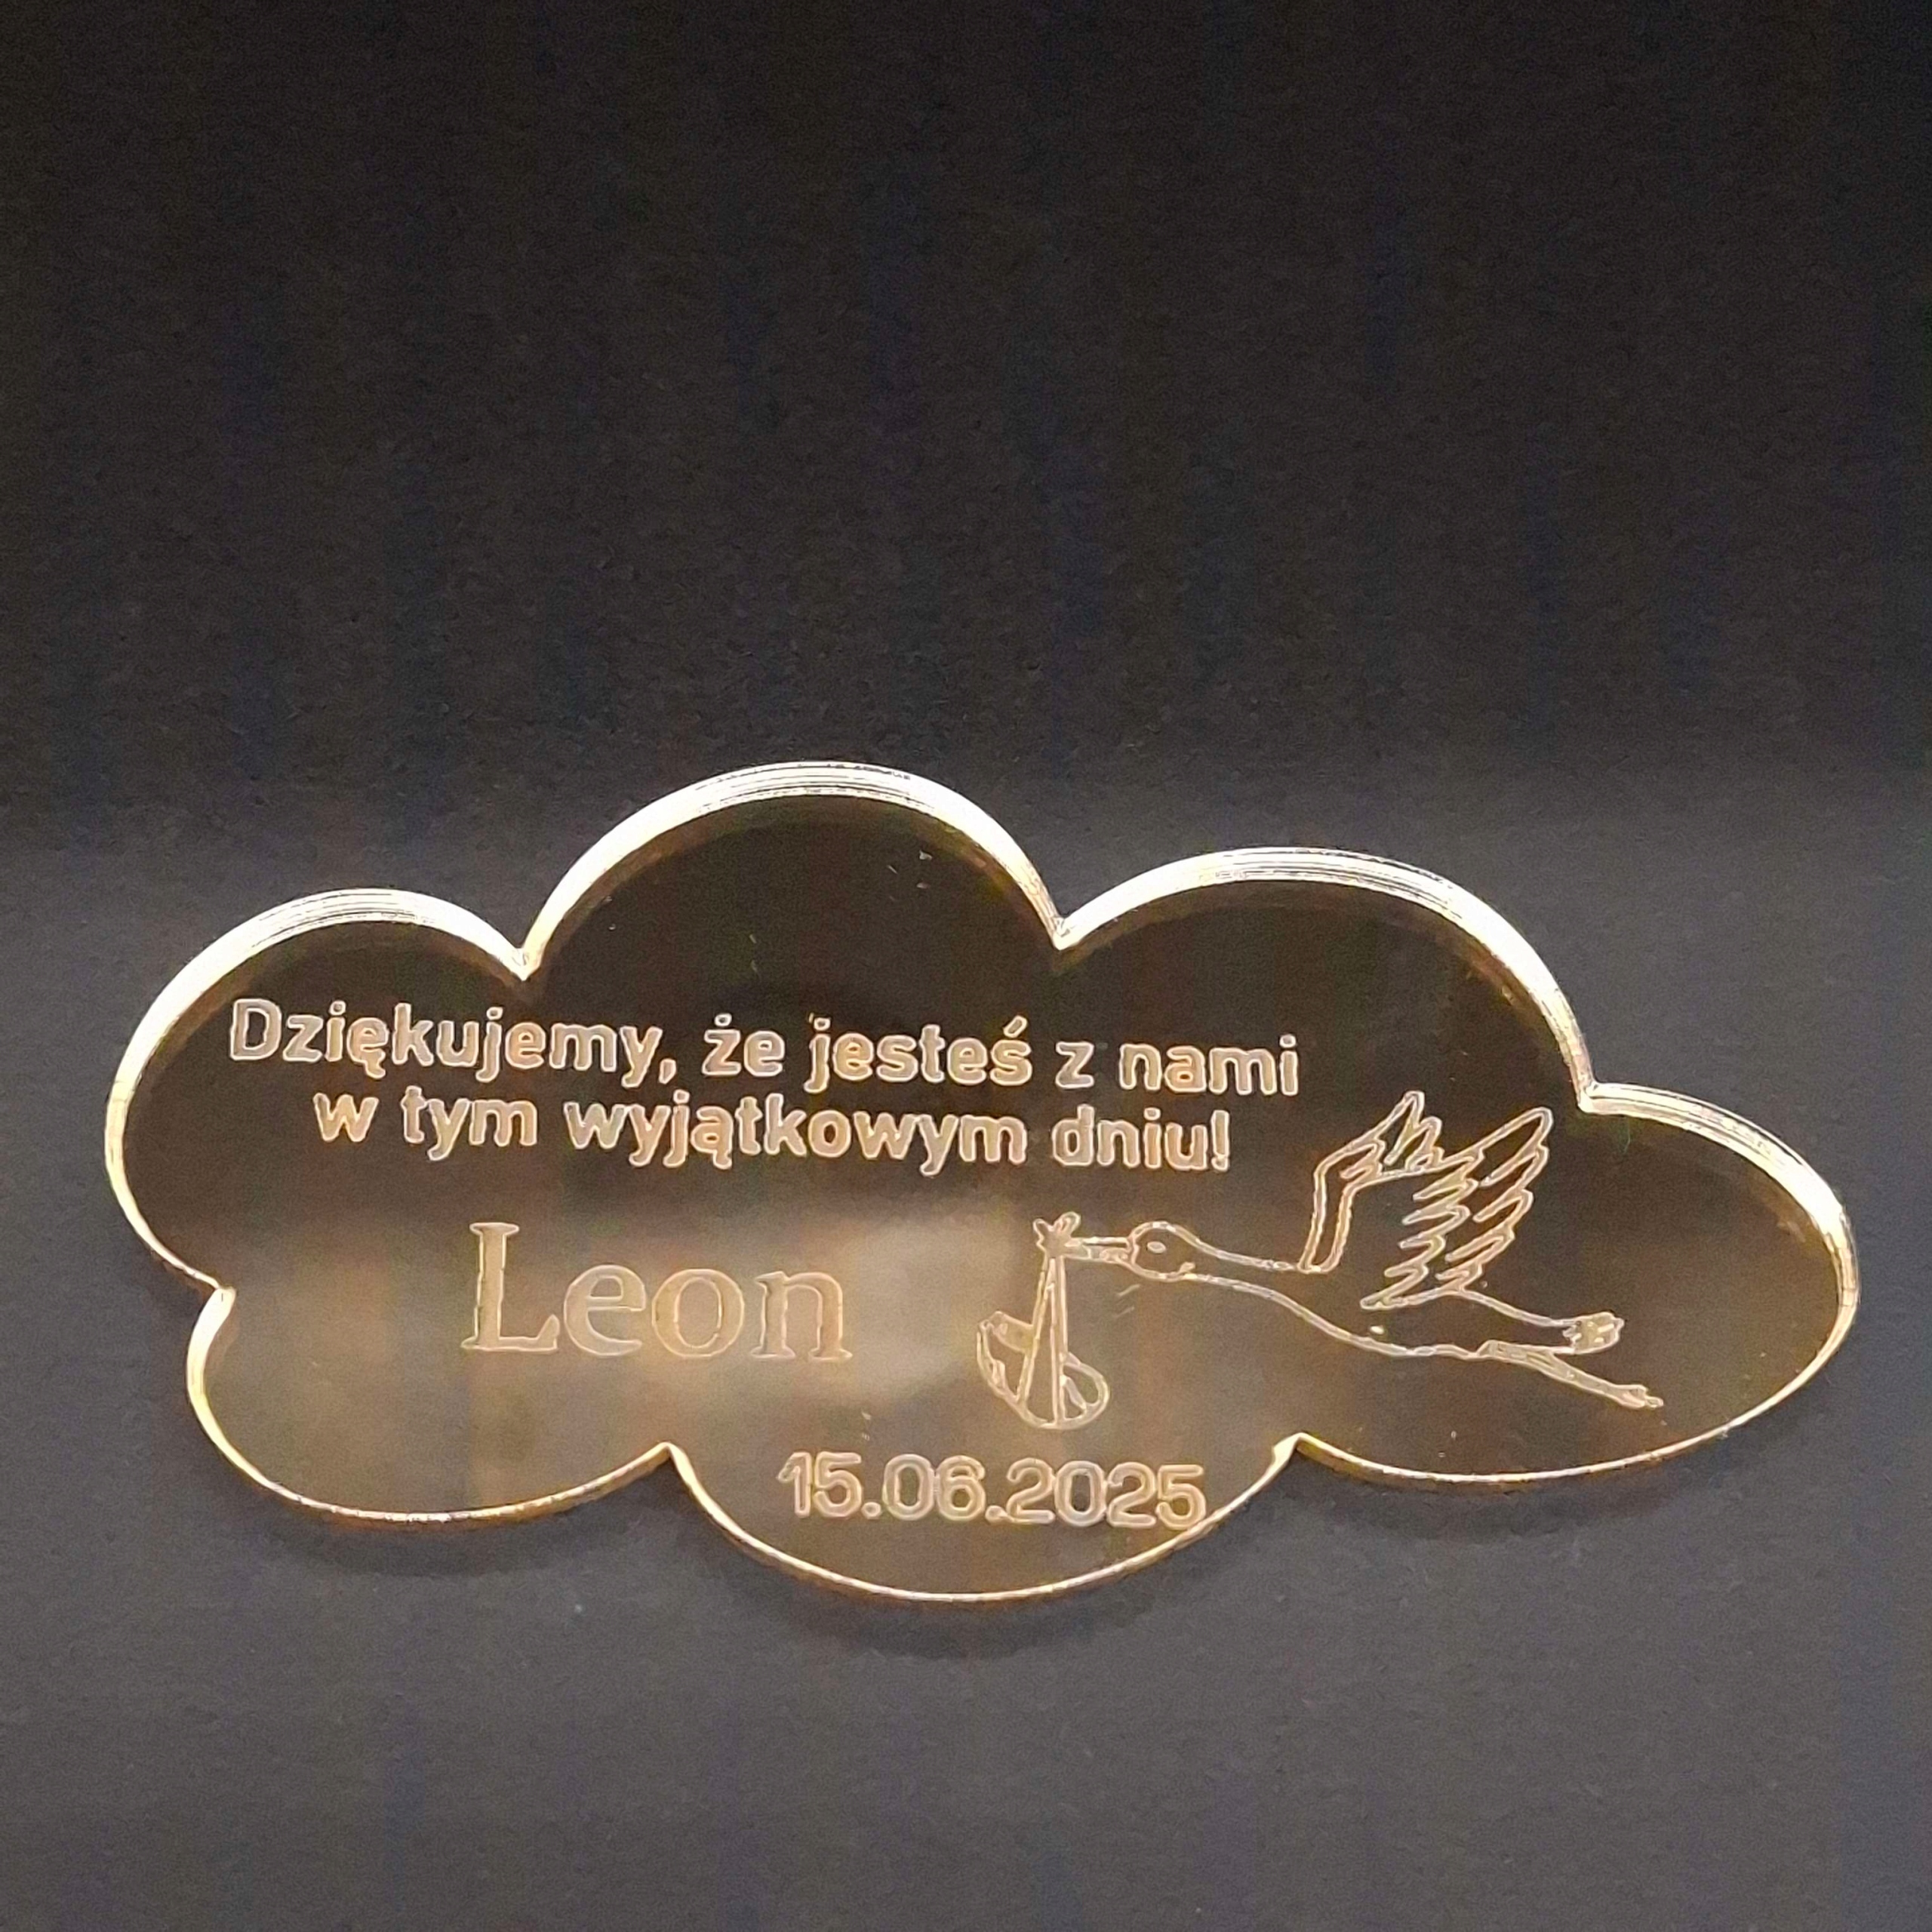 Dziękujemy, że jesteś z nami
w tym wyjątkowym dniu!
Leon
15.06.2025